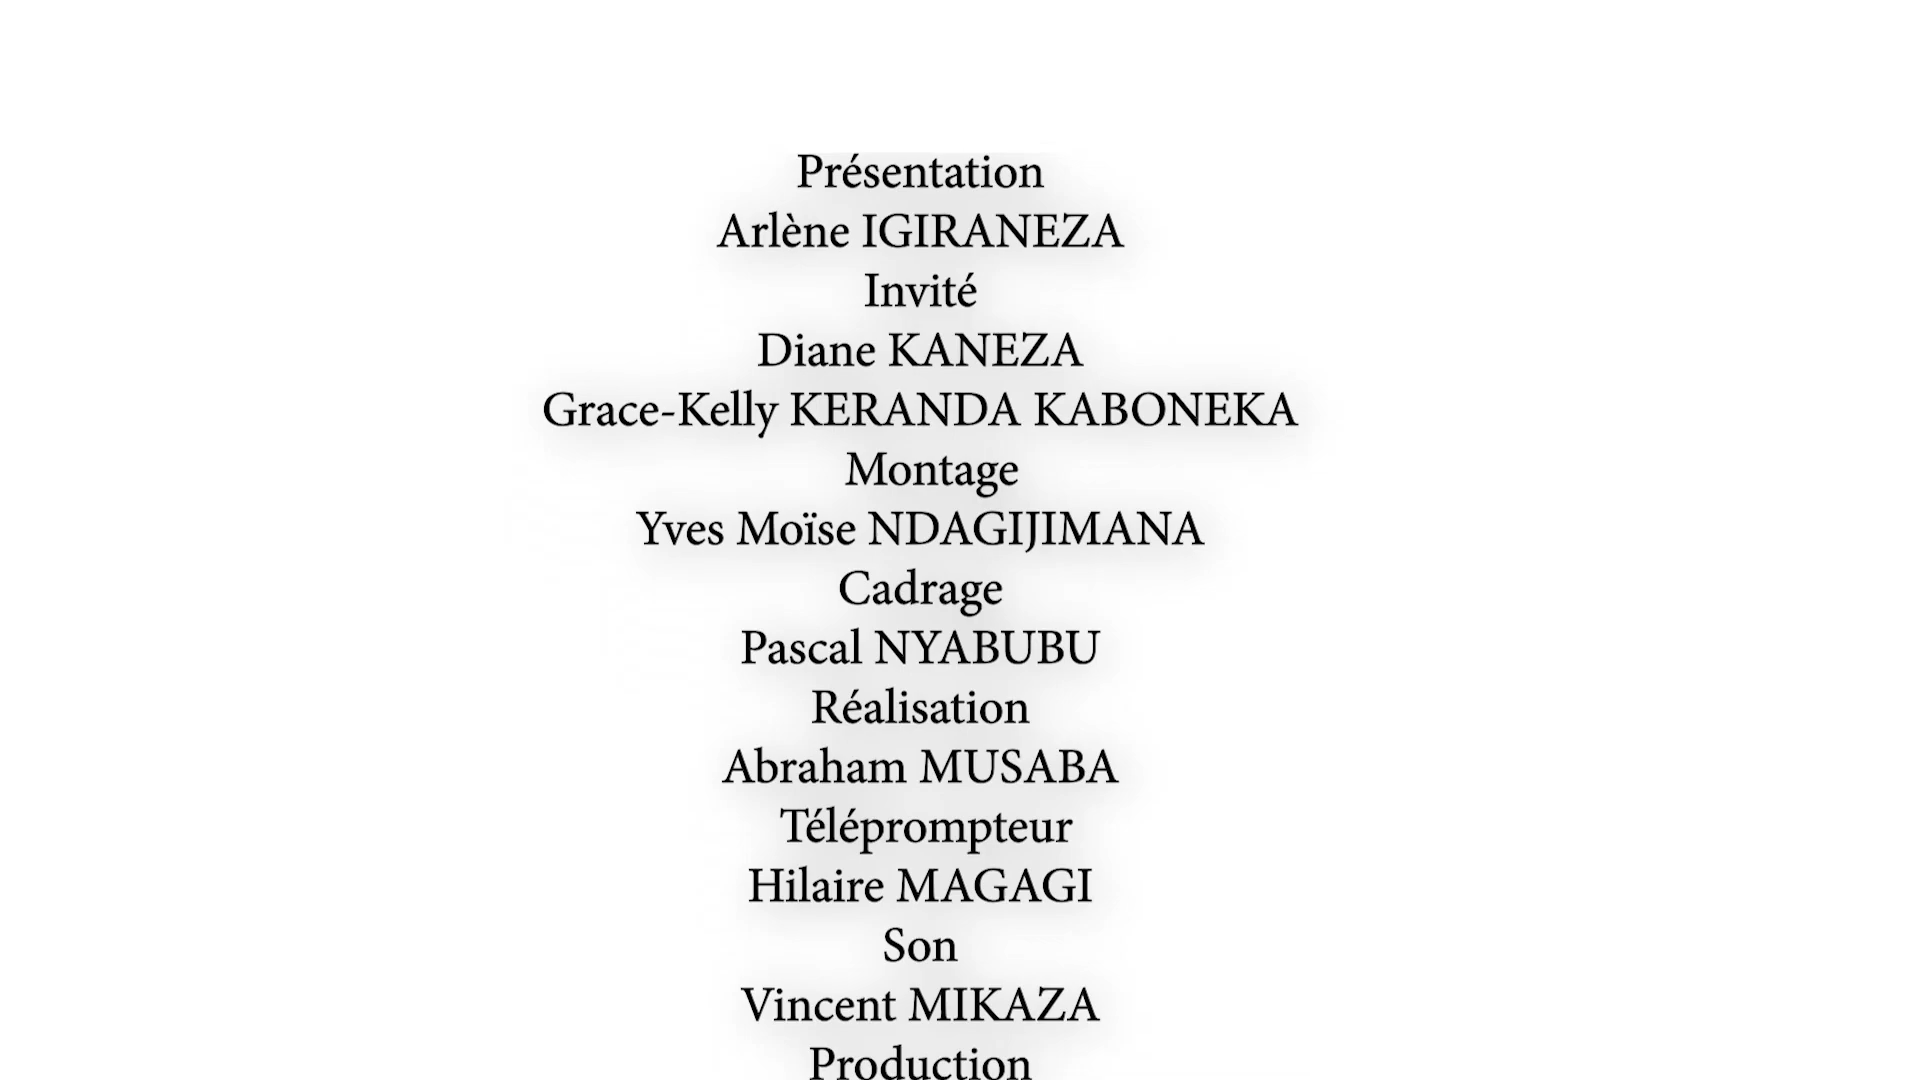 Présentation
Arlène IGIRANEZA
Invité
Diane KANEZA
Grace-Kelly KERANDA KABONEKA
Montage
Yves Moïse NDAGIJIMANA
Cadrage
Pascal NYABUBU
Réalisation
Abraham MUSABA
Téléprompteur
Hilaire MAGAGI
Son
Vincent MIKAZA
Production